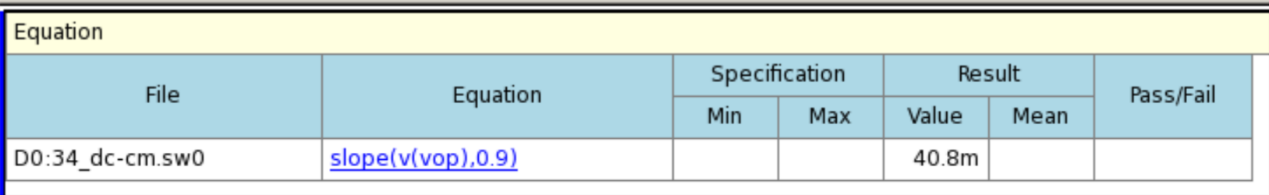 Equation
File Equation Specification Result Pass/Fail
Min Max Value Mean
D0:34_dc-cm.sw0 slope(v(vop),0.9) 40.8m